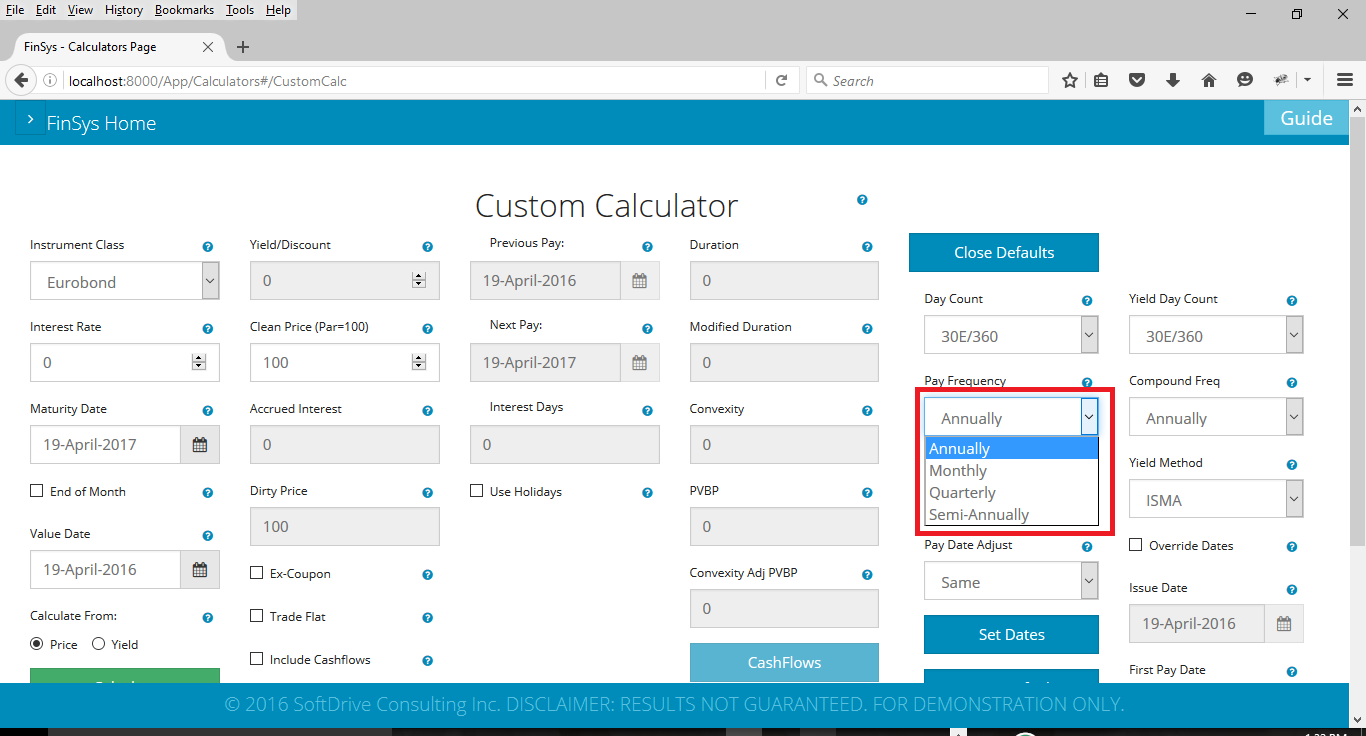 File Edit View History Bookmarks Tools Help
FinSys - Calculators Page
localhost:8000/App/Calculators#/CustomCalc
Search
FinSys Home
Guide
Custom Calculator
Instrument Class
Eurobond
Interest Rate
0
Maturity Date
19-April-2017
End of Month
Value Date
19-April-2016
Calculate From:
Price Yield
Yield/Discount
0
Clean Price (Par=100)
100
Accrued Interest
0
Dirty Price
100
Ex-Coupon
Trade Flat
Include Cashflows
Previous Pay:
19-April-2016
Next Pay:
19-April-2017
Interest Days
0
Use Holidays
Duration
0
Modified Duration
0
Convexity
0
PVBP
0
Convexity Adj PVBP
0
CashFlows
Close Defaults
Day Count
30E/360
Pay Frequency
Annually
Annually
Monthly
Quarterly
Semi-Annually
Pay Date Adjust
Same
Set Dates
Yield Day Count
30E/360
Compound Freq
Annually
Yield Method
ISMA
Override Dates
Issue Date
19-April-2016
First Pay Date
© 2016 SoftDrive Consulting Inc. DISCLAIMER: RESULTS NOT GUARANTEED. FOR DEMONSTRATION ONLY.